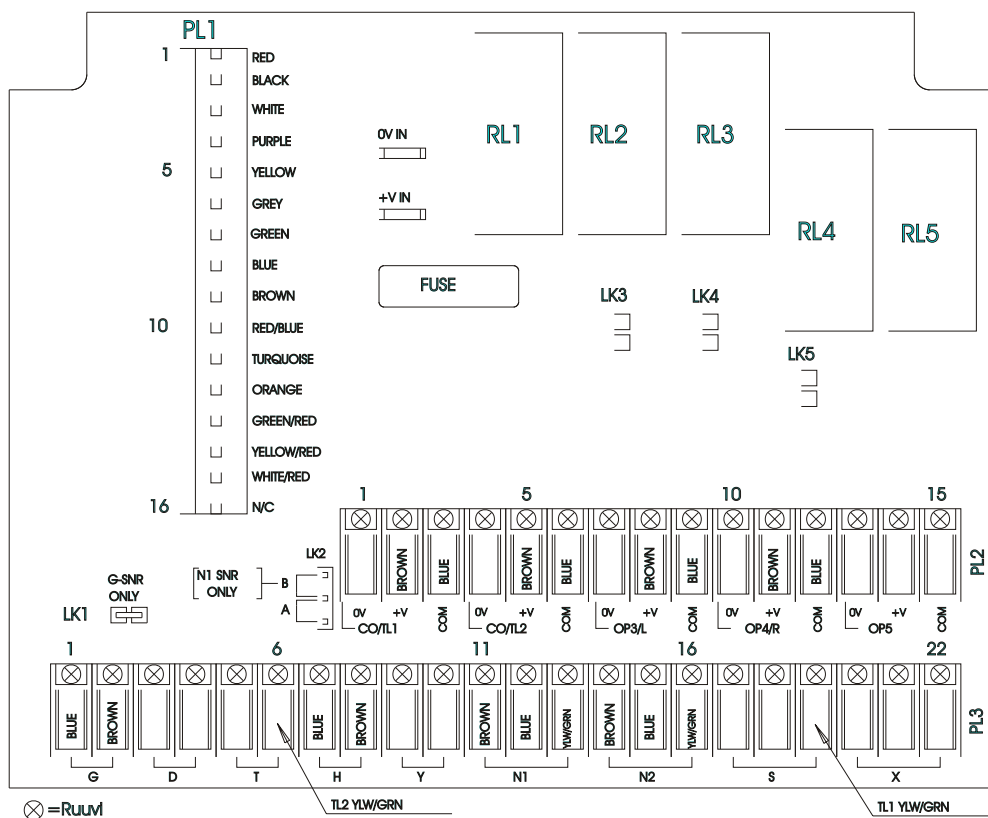 PL1
1
RED
BLACK
WHITE
PURPLE
5
YELLOW
GREY
GREEN
BLUE
BROWN
10
RED/BLUE
TURQUOISE
ORANGE
GREEN/RED
YELLOW/RED
WHITE/RED
16
N/C
0V IN
+V IN
FUSE
RL1
RL2
RL3
RL4
RL5
LK3
LK4
LK5
1
5
10
15
PL2
BROWN
BLUE
BROWN
BLUE
BROWN
BLUE
BROWN
BLUE
0V
+V
COM
0V
+V
COM
0V
+V
COM
0V
+V
COM
0V
+V
COM
CO/TL1
CO/TL2
OP3/L
OP4/R
OP5
LK2
N1 SNR
ONLY
B
A
G-SNR
ONLY
LK1
1
6
11
16
22
PL3
BLUE
BROWN
BLUE
BROWN
BROWN
BLUE
YLW/GRN
BROWN
BLUE
YLW/GRN
G
D
T
H
Y
N1
N2
S
X
TL2 YLW/GRN
TL1 YLW/GRN
=Ruuvi